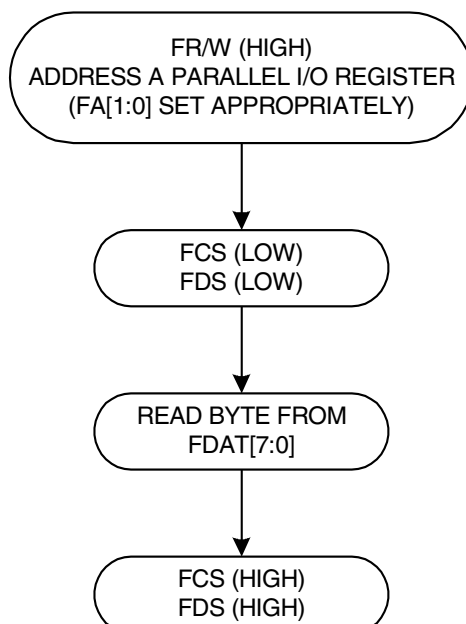 FR/W (HIGH)
ADDRESS A PARALLEL I/O REGISTER
(FA[1:0] SET APPROPRIATELY)
FCS (LOW)
FDS (LOW)
READ BYTE FROM
FDAT[7:0]
FCS (HIGH)
FDS (HIGH)